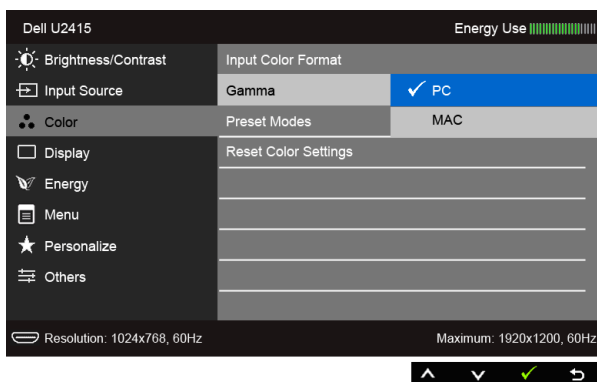 Dell U2415 Energy Use
Brightness/Contrast Input Color Format
Input Source Gamma PC
Color Preset Modes MAC
Display Reset Color Settings
Energy
Menu
Personalize
Others
Resolution: 1024x768, 60Hz Maximum: 1920x1200, 60Hz